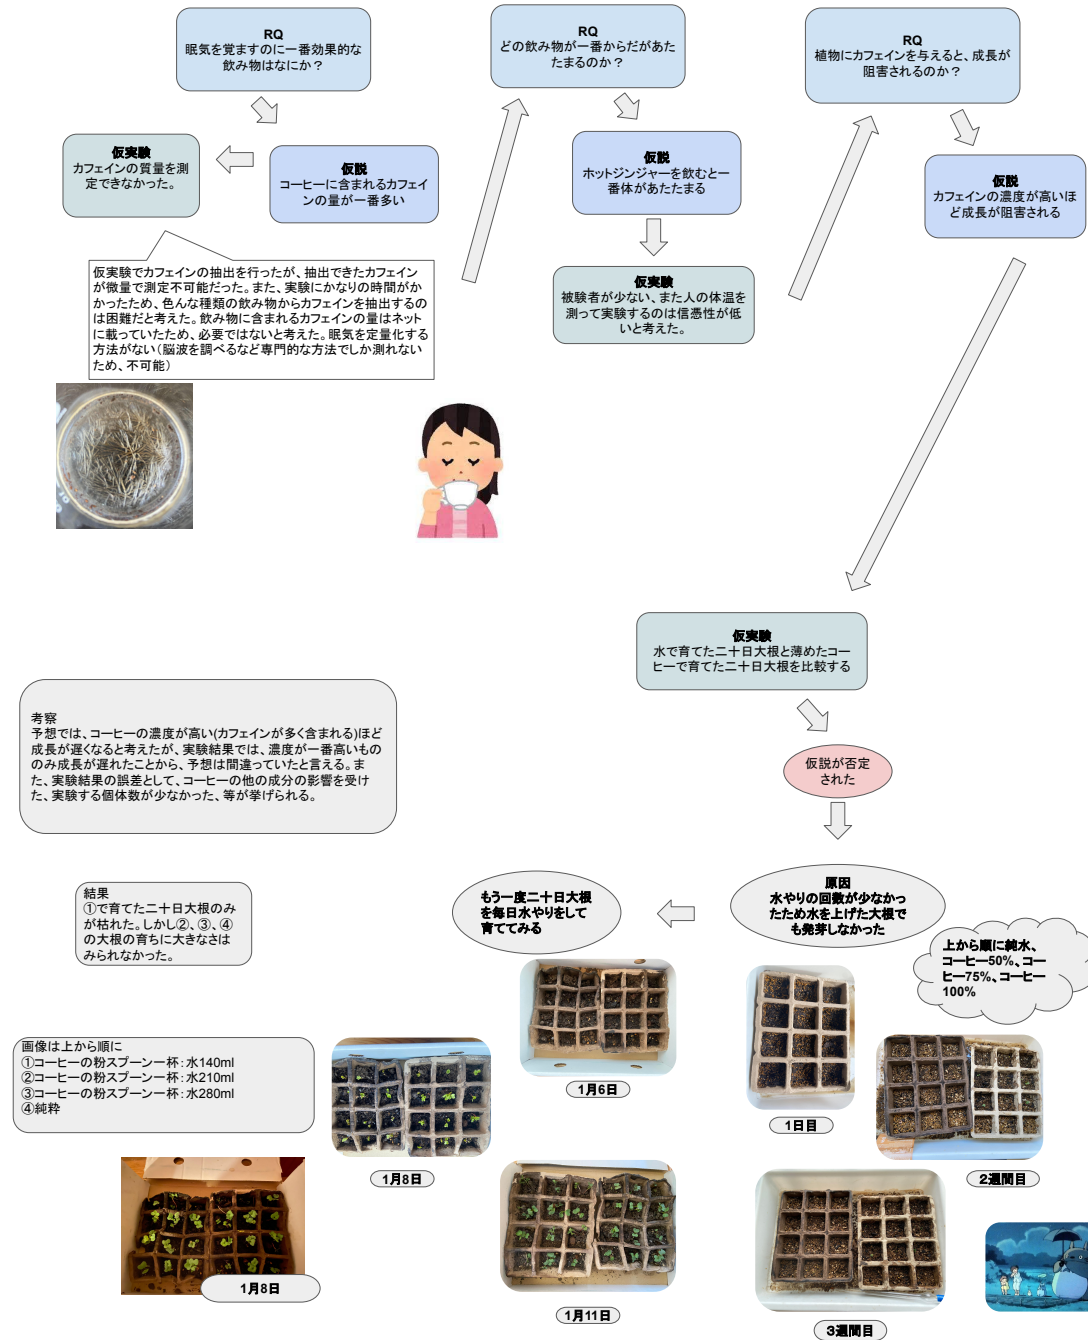 RQ
眠気を覚ますのに一番効果的な
飲み物はなにか？
RQ
どの飲み物が一番からだがあた
たまるのか？
RQ
植物にカフェインを与えると、成長が
阻害されるのか？
仮実験
カフェインの質量を測
定できなかった。
仮説
コーヒーに含まれるカフェイ
ンの量が一番多い
仮説
ホットジンジャーを飲むと一
番体があたたまる
仮説
カフェインの濃度が高いほ
ど成長が阻害される
仮実験でカフェインの抽出を行ったが、抽出できたカフェイン
が微量で測定不可能だった。また、実験にかなりの時間がか
かったため、色んな種類の飲み物からカフェインを抽出するの
は困難だと考えた。飲み物に含まれるカフェインの量はネット
に載っていたため、必要ではないと考えた。眠気を定量化する
方法がない（脳波を調べるなど専門的な方法でしか測れない
ため、不可能）
仮実験
被験者が少ない、また人の体温を
測って実験するのは信憑性が低
いと考えた。
仮実験
水で育てた二十日大根と薄めたコー
ヒーで育てた二十日大根を比較する
仮説が否定
された
考察
予想では、コーヒーの濃度が高い(カフェインが多く含まれる)ほど
成長が遅くなると考えたが、実験結果では、濃度が一番高いもの
のみ成長が遅れたことから、予想は間違っていたと言える。ま
た、実験結果の誤差として、コーヒーの他の成分の影響を受け
た、実験する個体数が少なかった、等が挙げられる。
原因
水やりの回数が少なかっ
たため水を上げた大根で
も発芽しなかった
もう一度二十日大根
を毎日水やりをして
育ててみる
結果
①で育てた二十日大根のみ
が枯れた。しかし②、③、④
の大根の育ちに大きなさは
みられなかった。
上から順に純水、
コーヒー50%、コー
ヒー75%、コーヒー
100%
画像は上から順に
①コーヒーの粉スプーン一杯：水140ml
②コーヒーの粉スプーン一杯：水210ml
③コーヒーの粉スプーン一杯：水280ml
④純粋
1月6日
1日目
1月8日
2週間目
1月8日
1月11日
3週間目